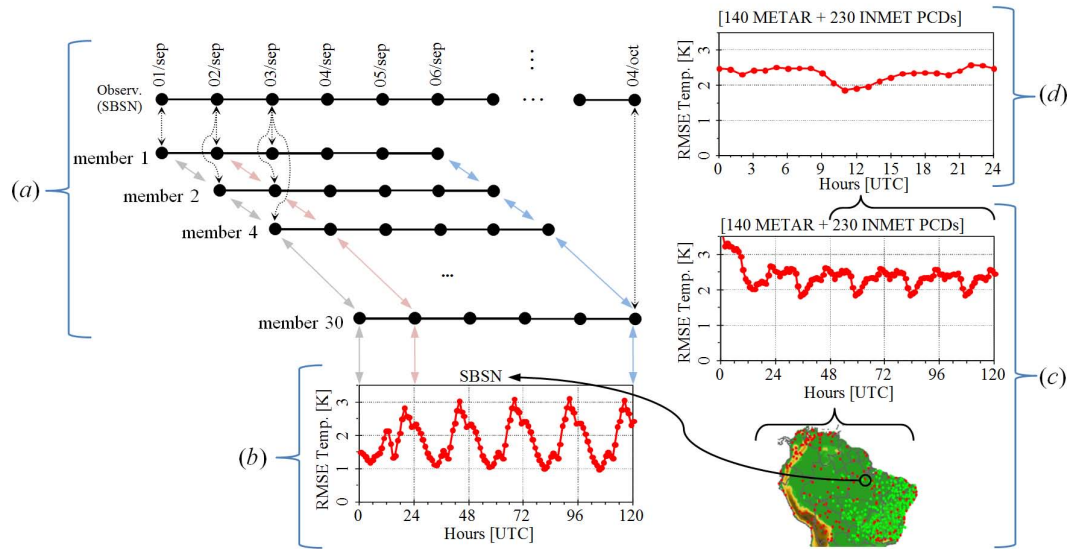 01/sep
02/sep
03/sep
04/sep
05/sep
06/sep
...
04/oct
Observ.
(SBSN)
...
member 1
member 2
member 4
...
member 30
(a)
SBSN
RMSE Temp. [K]
3
2
1
0
0 24 48 72 96 120
Hours [UTC]
(b)
[140 METAR + 230 INMET PCDs]
RMSE Temp. [K]
3
2
1
0
0 3 6 9 12 15 18 21 24
Hours [UTC]
(d)
[140 METAR + 230 INMET PCDs]
RMSE Temp. [K]
3
2
1
0
0 24 48 72 96 120
Hours [UTC]
(c)